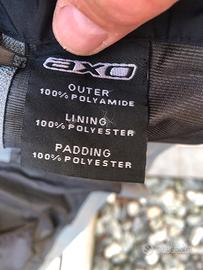 AXO
OUTER
100% POLYAMIDE
LINING
100% POLYESTER
PADDING
100% POLYESTER